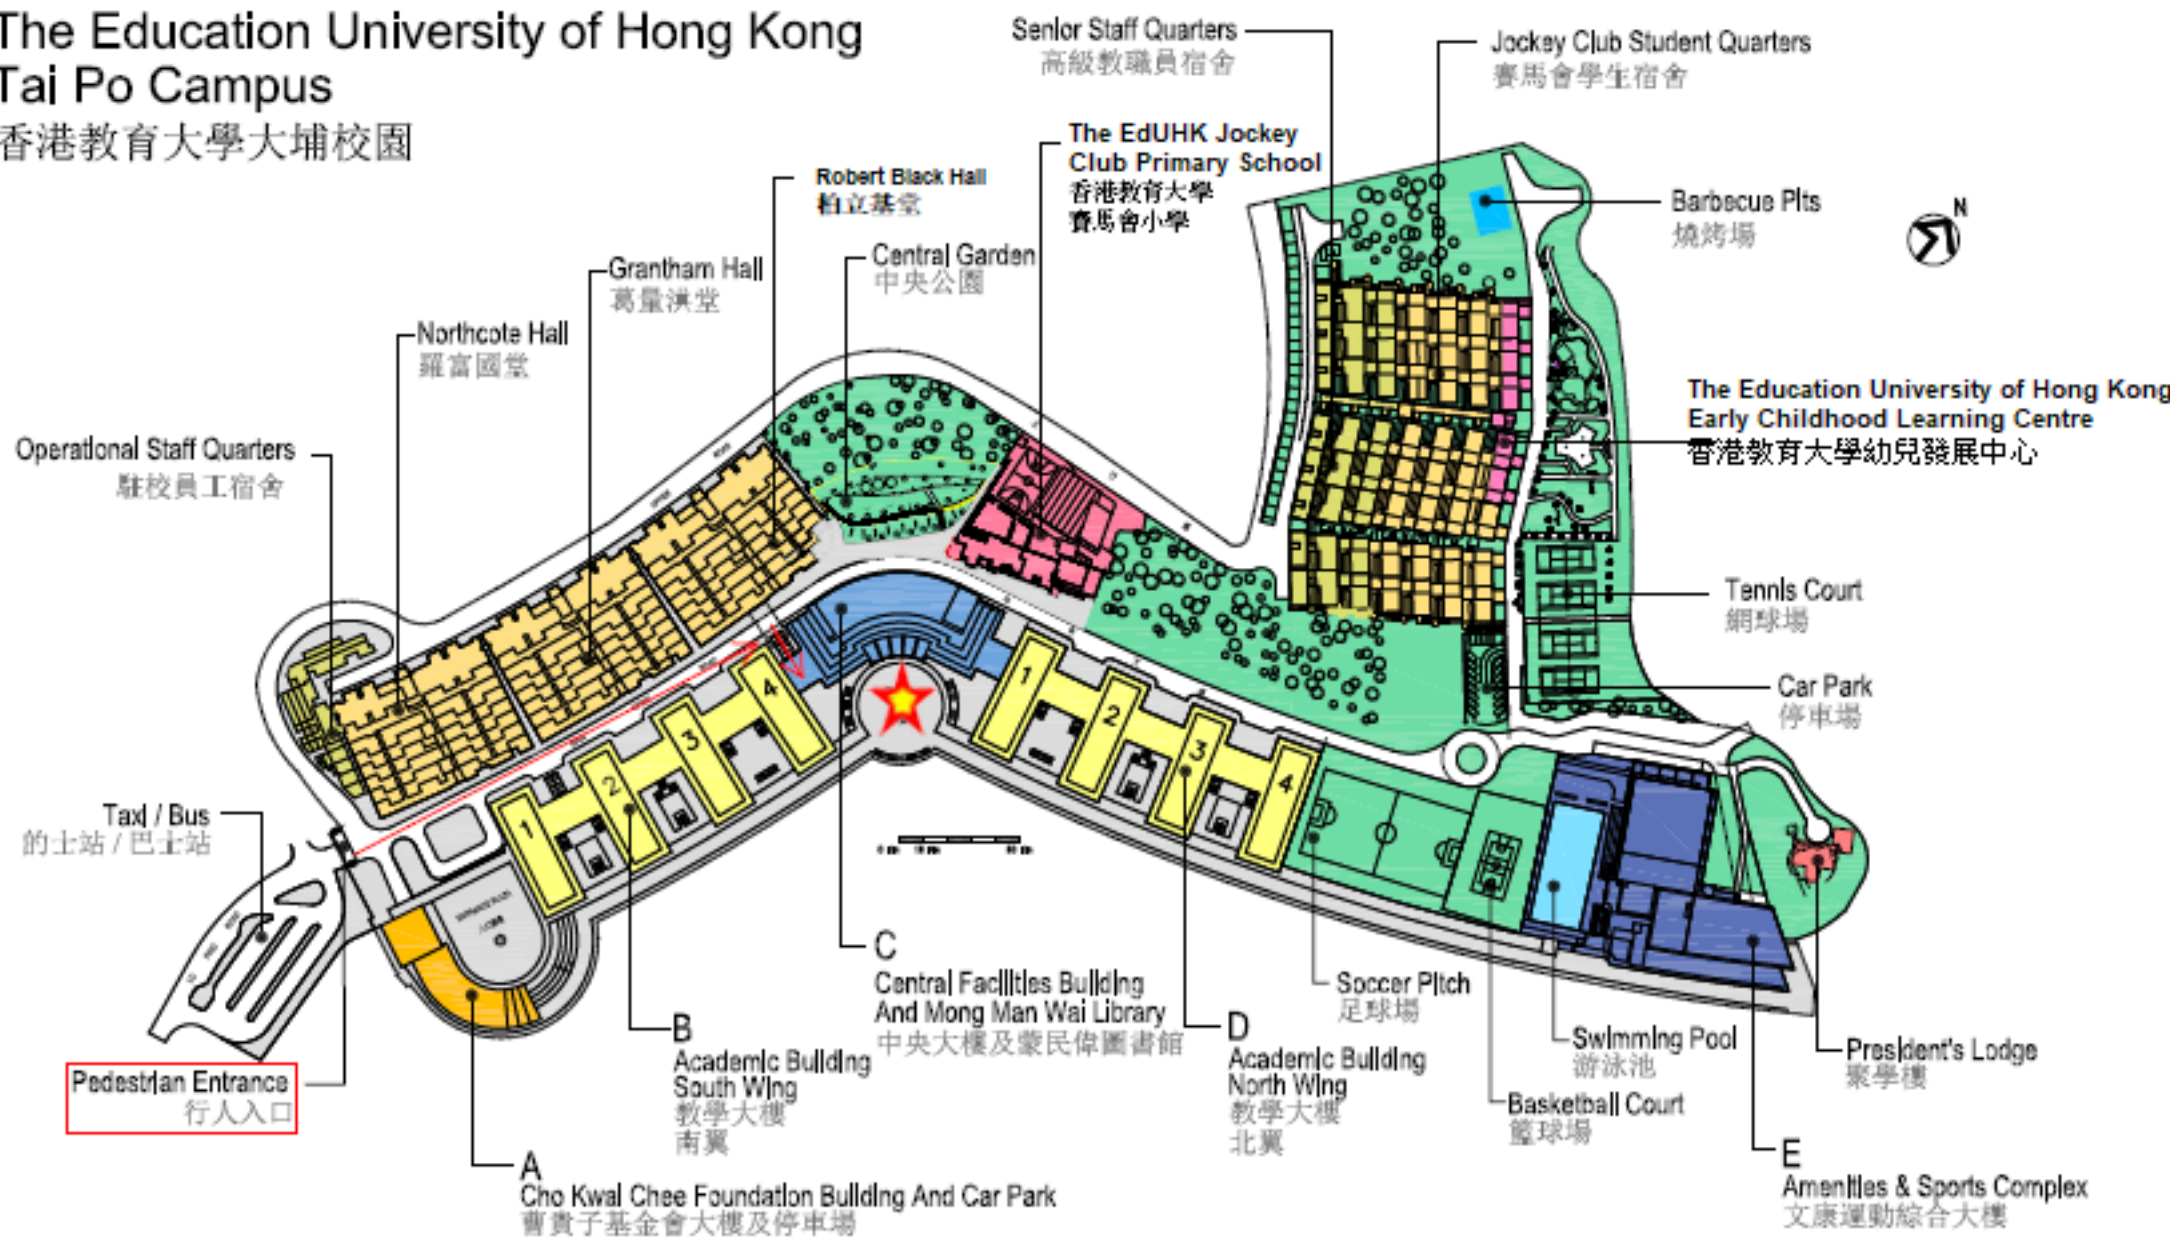 The Education University of Hong Kong
Tai Po Campus
香港教育大學大埔校園
Senior Staff Quarters
高級教職員宿舍
Jockey Club Student Quarters
賽馬會學生宿舍
The EdUHK Jockey
Club Primary School
香港教育大學
賽馬會小學
Robert Black Hall
柏立基堂
Barbecue Pits
燒烤場
N
Central Garden
中央公園
Grantham Hall
葛量洪堂
Northcote Hall
羅富國堂
The Education University of Hong Kong
Early Childhood Learning Centre
香港教育大學幼兒發展中心
Operational Staff Quarters
駐校員工宿舍
Tennis Court
網球場
Car Park
停車場
Taxi / Bus
的士站 / 巴士站
1
2
3
4
1
2
3
4
C
Central Facilities Building
And Mong Man Wai Library
中央大樓及蒙民偉圖書館
Soccer Pitch
足球場
B
Academic Building
South Wing
教學大樓
南翼
D
Academic Building
North Wing
教學大樓
北翼
Swimming Pool
游泳池
President's Lodge
聚學樓
Pedestrian Entrance
行人入口
Basketball Court
籃球場
A
Cho Kwai Chee Foundation Building And Car Park
曹貴子基金會大樓及停車場
E
Amenities & Sports Complex
文康運動綜合大樓